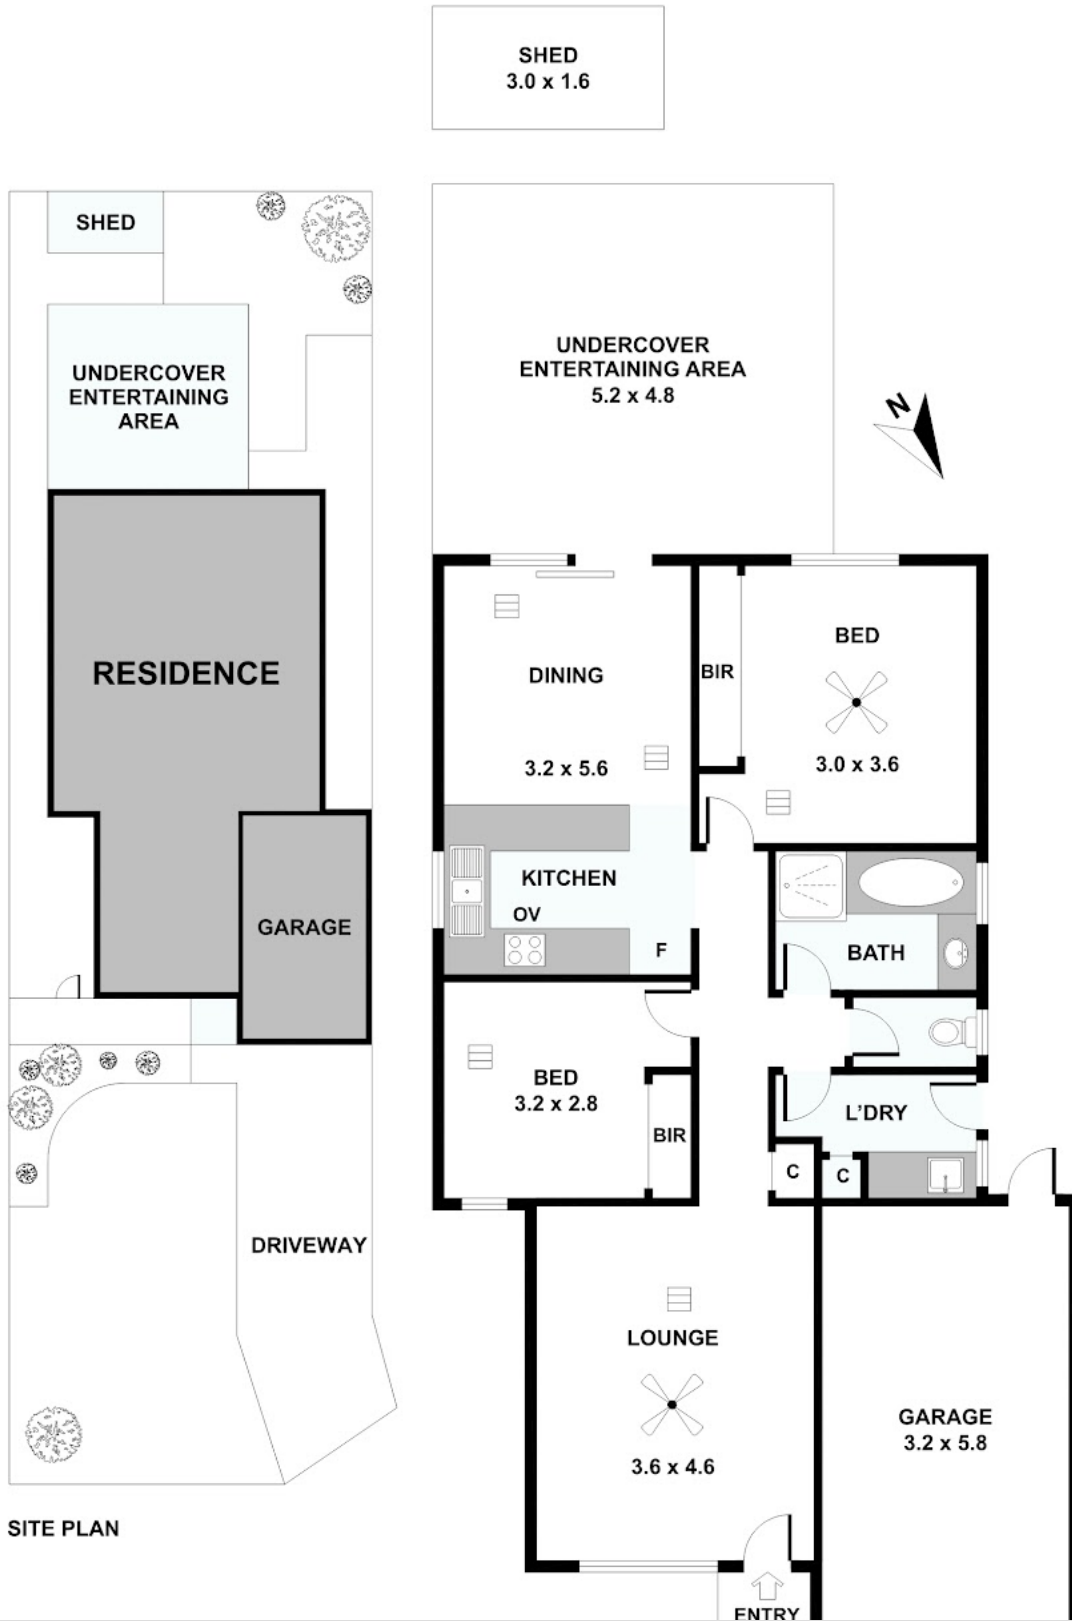 SHED
3.0 x 1.6
SHED
UNDERCOVER
ENTERTAINING
AREA
RESIDENCE
GARAGE
DRIVEWAY
SITE PLAN
UNDERCOVER
ENTERTAINING AREA
5.2 x 4.8
N
DINING
3.2 x 5.6
BIR
BED
3.0 x 3.6
KITCHEN
OV
F
BATH
BED
3.2 x 2.8
BIR
L'DRY
C
C
LOUNGE
3.6 x 4.6
GARAGE
3.2 x 5.8
ENTRY